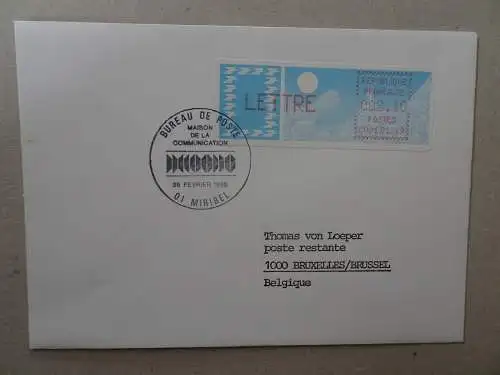 LETTRE
REPUBLIQUE
FRANCAISE
POSTES
BUREAU DE POSTE
MAISON
DE LA
COMMUNICATION
FEVRIER
01 MIRIBEL
Thomas von Loeper
poste restante
1000 BRUXELLES/BRUSSEL
Belgique